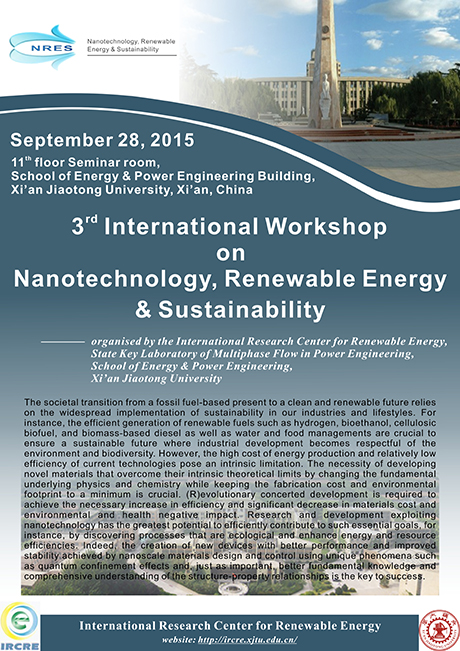 NRES
Nanotechnology, Renewable
Energy & Sustainability
September 28, 2015
11th floor Seminar room,
School of Energy & Power Engineering Building,
Xi'an Jiaotong University, Xi'an, China
3rd International Workshop
on
Nanotechnology, Renewable Energy
& Sustainability
organised by the International Research Center for Renewable Energy,
State Key Laboratory of Multiphase Flow in Power Engineering,
School of Energy & Power Engineering,
Xi'an Jiaotong University
The societal transition from a fossil fuel-based present to a clean and renewable future relies
on the widespread implementation of sustainability in our industries and lifestyles. For
instance, the efficient generation of renewable fuels such as hydrogen, bioethanol, cellulosic
biofuel, and biomass-based diesel as well as water and food managements are crucial to
ensure a sustainable future where industrial development becomes respectful of the
environment and biodiversity. However, the high cost of energy production and relatively low
efficiency of current technologies pose an intrinsic limitation. The necessity of developing
novel materials that overcome their intrinsic theoretical limits by changing the fundamental
underlying physics and chemistry while keeping the fabrication cost and environmental
footprint to a minimum is crucial. (R)evolutionary concerted development is required to
achieve the necessary increase in efficiency and significant decrease in materials cost and
environmental and health negative impact. Research and development exploiting
nanotechnology has the greatest potential to efficiently contribute to such essential goals, for
instance, by discovering processes that are ecological and enhance energy and resource
efficiencies. Indeed, the creation of new devices with better performance and improved
stability achieved by nanoscale materials design and control using unique phenomena such
as quantum confinement effects and, just as important, better fundamental knowledge and
comprehensive understanding of the structure-property relationships is the key to success.
IRCRE
International Research Center for Renewable Energy
website: http://ircre.xjtu.edu.cn/